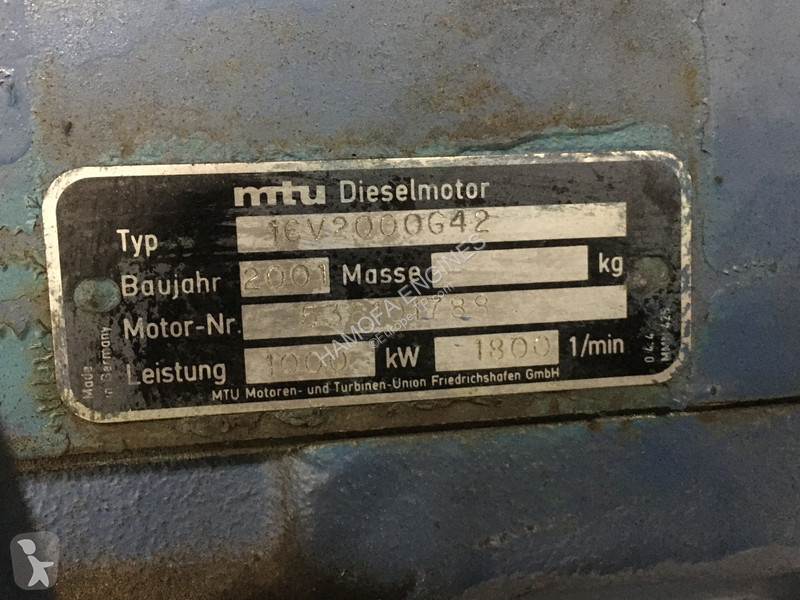 mtu Dieselmotor
Typ 16V2000G42
Baujahr 2001 Masse kg
Motor-Nr.
Leistung 1000 kW 1800 1/min
MTU Motoren- und Turbinen-Union Friedrichshafen GmbH
Made
in Germany
HAMOFA ENGINES